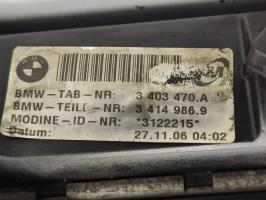 BMW-TAB-NR: 3 403 470.A
BMW-TEILE-NR: 3 414 986.9
MODINE-ID-NR: *3122215*
Datum: 27.11.06 04:02